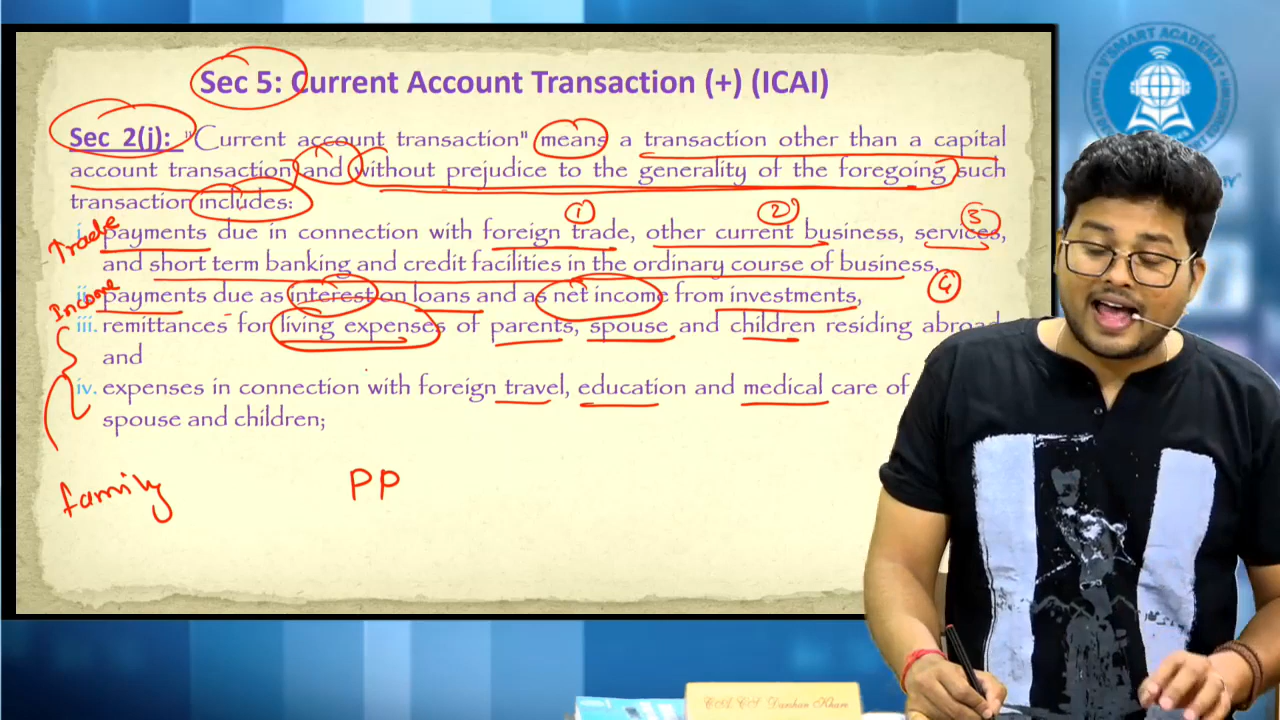 Sec 5: Current Account Transaction (+) (ICAI)
Sec 2(j): "Current account transaction" means a transaction other than a capital
account transaction and without prejudice to the generality of the foregoing such
transaction includes:
① ② ③
Trade
i. payments due in connection with foreign trade, other current business, services,
and short term banking and credit facilities in the ordinary course of business,
④
Income
ii. payments due as interest on loans and as net income from investments,
iii. remittances for living expenses of parents, spouse and children residing abroad,
and
iv. expenses in connection with foreign travel, education and medical care of
spouse and children;
family PP
V'SMART ACADEMY
C.A. C.S. Darshan Khare